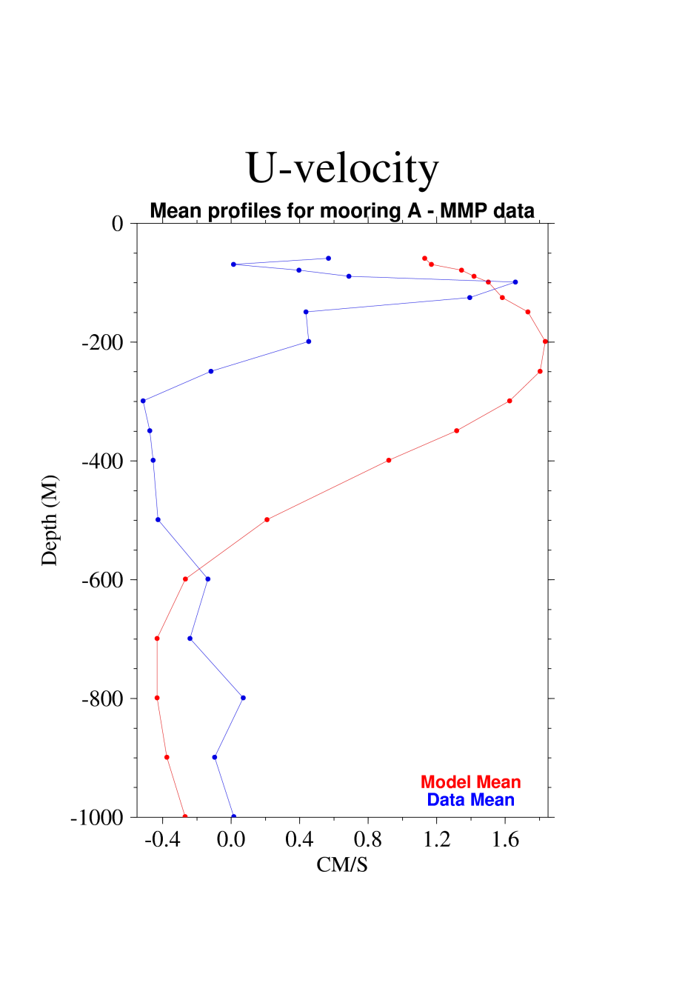 U-velocity
Mean profiles for mooring A - MMP data
0
-200
-400
-600
-800
-1000
Depth (M)
Model Mean
Data Mean
-0.4 0.0 0.4 0.8 1.2 1.6
CM/S